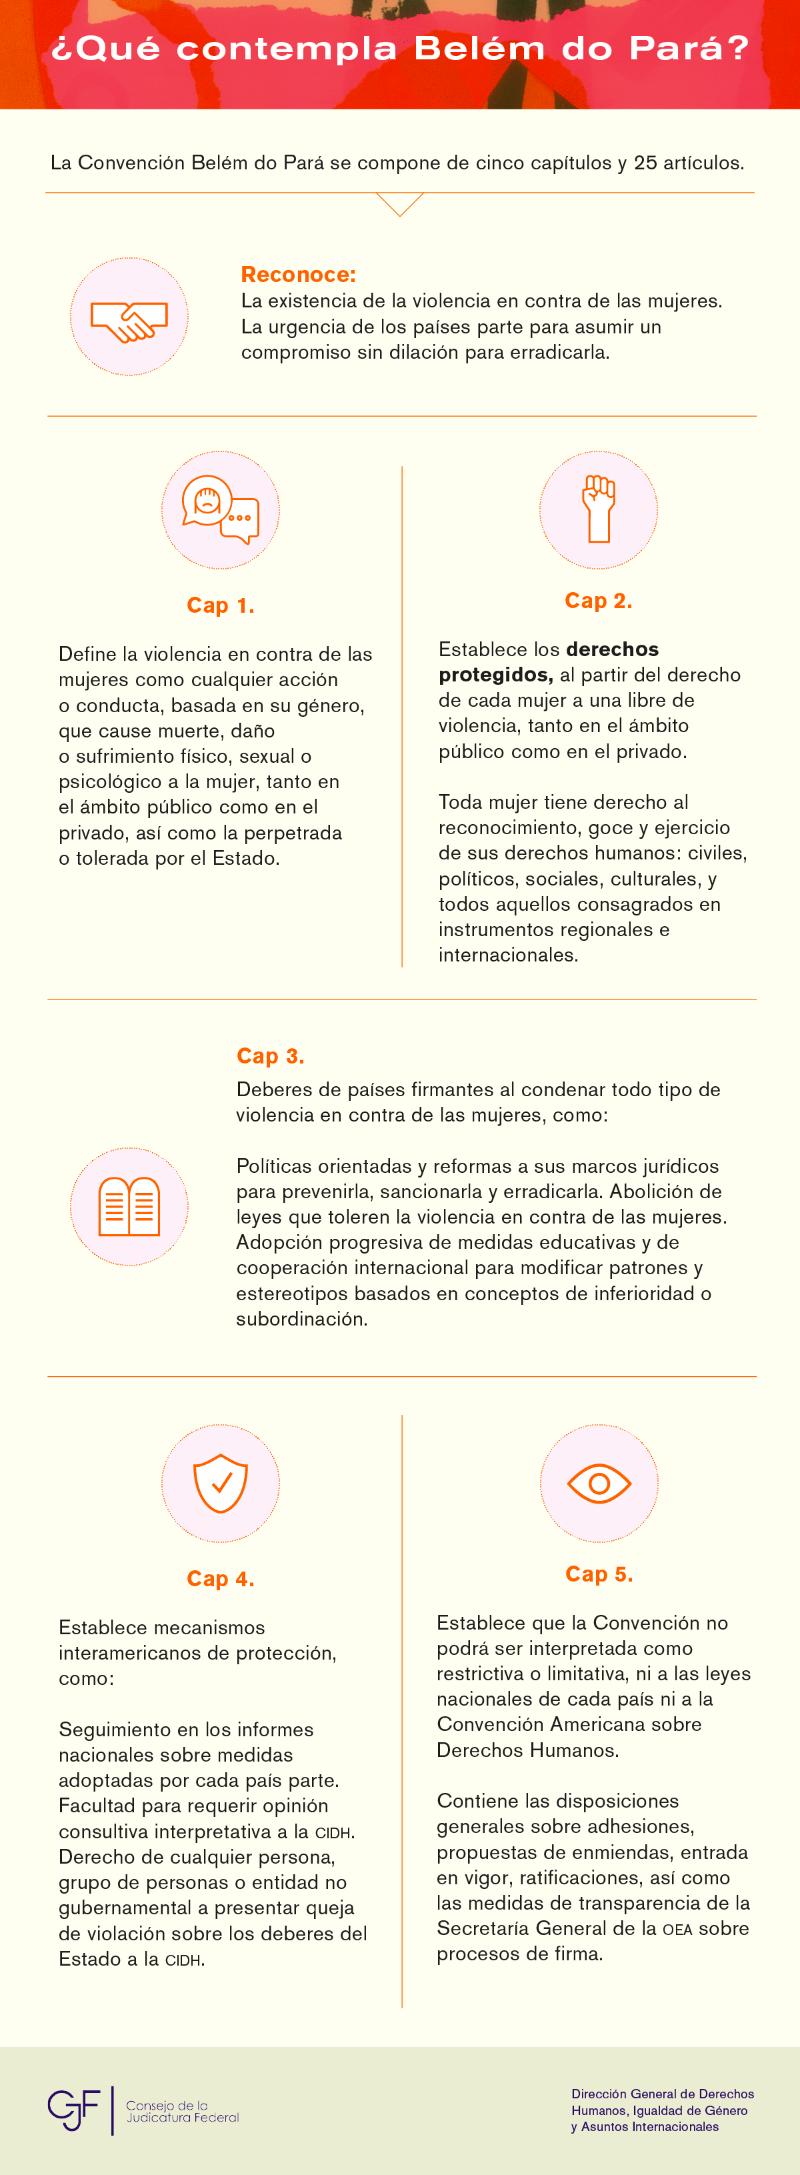 ¿Qué contempla Belém do Pará?
La Convención Belém do Pará se compone de cinco capítulos y 25 artículos.
Reconoce:
La existencia de la violencia en contra de las mujeres.
La urgencia de los países parte para asumir un
compromiso sin dilación para erradicarla.
Cap 1.
Define la violencia en contra de las
mujeres como cualquier acción
o conducta, basada en su género,
que cause muerte, daño
o sufrimiento físico, sexual o
psicológico a la mujer, tanto en
el ámbito público como en el
privado, así como la perpetrada
o tolerada por el Estado.
Cap 2.
Establece los derechos
protegidos, al partir del derecho
de cada mujer a una libre de
violencia, tanto en el ámbito
público como en el privado.
Toda mujer tiene derecho al
reconocimiento, goce y ejercicio
de sus derechos humanos: civiles,
políticos, sociales, culturales, y
todos aquellos consagrados en
instrumentos regionales e
internacionales.
Cap 3.
Deberes de países firmantes al condenar todo tipo de
violencia en contra de las mujeres, como:
Políticas orientadas y reformas a sus marcos jurídicos
para prevenirla, sancionarla y erradicarla. Abolición de
leyes que toleren la violencia en contra de las mujeres.
Adopción progresiva de medidas educativas y de
cooperación internacional para modificar patrones y
estereotipos basados en conceptos de inferioridad o
subordinación.
Cap 4.
Establece mecanismos
interamericanos de protección,
como:
Seguimiento en los informes
nacionales sobre medidas
adoptadas por cada país parte.
Facultad para requerir opinión
consultiva interpretativa a la CIDH.
Derecho de cualquier persona,
grupo de personas o entidad no
gubernamental a presentar queja
de violación sobre los deberes del
Estado a la CIDH.
Cap 5.
Establece que la Convención no
podrá ser interpretada como
restrictiva o limitativa, ni a las leyes
nacionales de cada país ni a la
Convención Americana sobre
Derechos Humanos.
Contiene las disposiciones
generales sobre adhesiones,
propuestas de enmiendas, entrada
en vigor, ratificaciones, así como
las medidas de transparencia de la
Secretaría General de la OEA sobre
procesos de firma.
CJF
Consejo de la
Judicatura Federal
Dirección General de Derechos
Humanos, Igualdad de Género
y Asuntos Internacionales